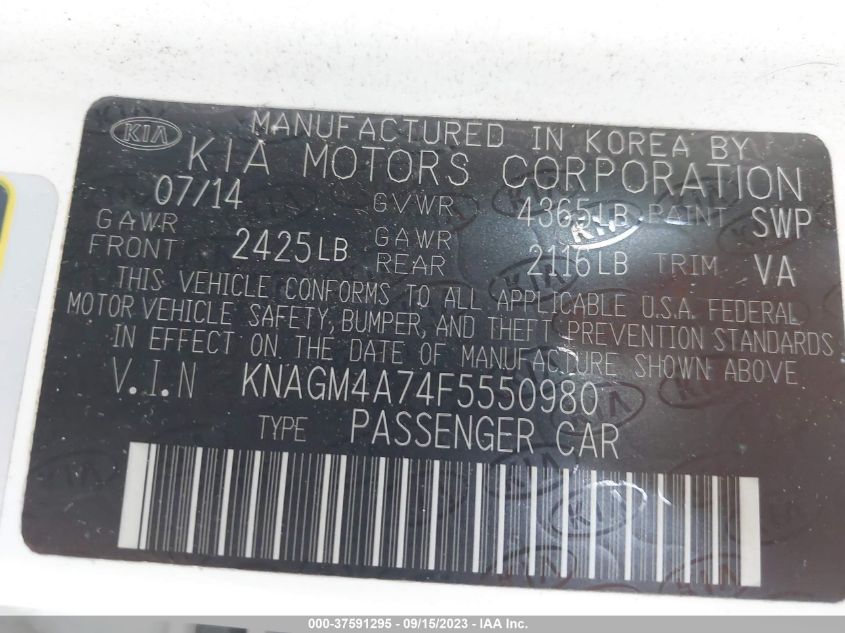 KIA
MANUFACTURED IN KOREA BY
KIA MOTORS CORPORATION
07/14 GVWR 4365LB PAINT SWP
GAWR FRONT 2425LB GAWR REAR 2116LB TRIM VA
THIS VEHICLE CONFORMS TO ALL APPLICABLE U.S.A. FEDERAL
MOTOR VEHICLE SAFETY, BUMPER, AND THEFT PREVENTION STANDARDS
IN EFFECT ON THE DATE OF MANUFACTURE SHOWN ABOVE
V.I.N KNAGM4A74F5550980
TYPE PASSENGER CAR
000-37591295 - 09/15/2023 - IAA Inc.